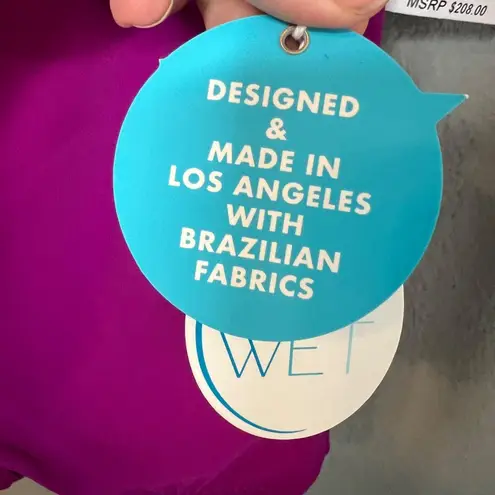 MSRP $208.00
DESIGNED
&
MADE IN
LOS ANGELES
WITH
BRAZILIAN
FABRICS
WET